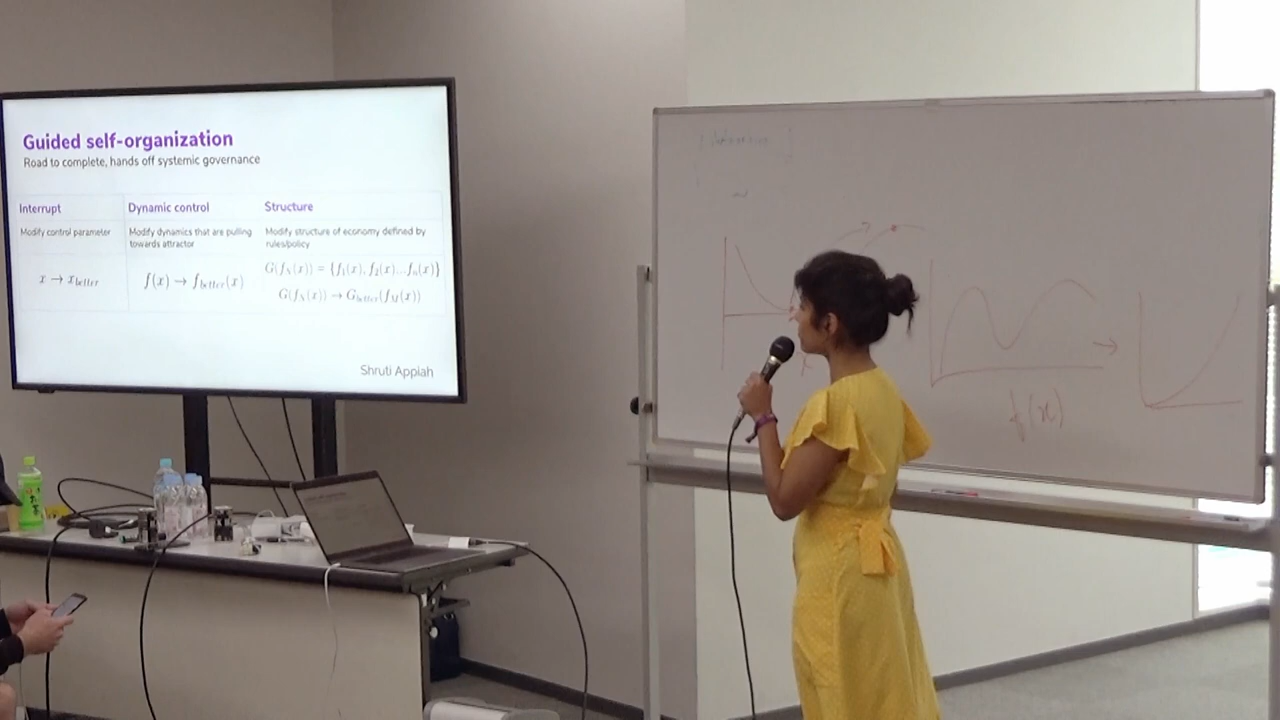 Guided self-organization
Road to complete, hands off systemic governance
Interrupt
Dynamic control
Structure
Modify control parameter
Modify dynamics that are pulling
towards attractor
Modify structure of economy defined by
rules/policy
x → x_better
f(x) → f_better(x)
G(f_N(x)) = {f_1(x), f_2(x)...f_n(x)}
G(f_N(x)) → G_better(f_M(x))
Shruti Appiah
f(x)